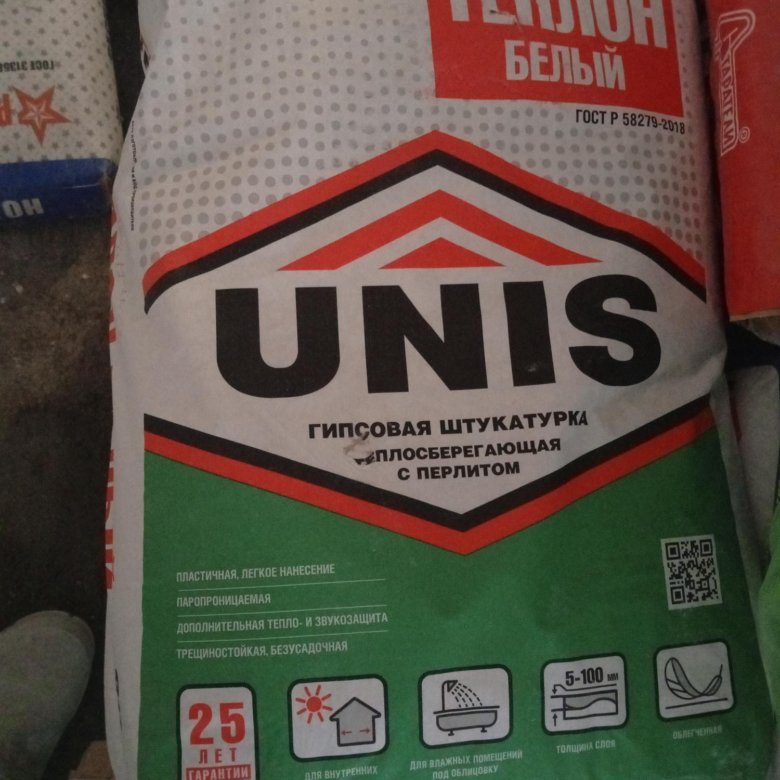 ТЕПЛОН
БЕЛЫЙ
ГОСТ Р 58279-2018
UNIS
ГИПСОВАЯ ШТУКАТУРКА
ТЕПЛОСБЕРЕГАЮЩАЯ
С ПЕРЛИТОМ
ПЛАСТИЧНАЯ, ЛЕГКОЕ НАНЕСЕНИЕ
ПАРОПРОНИЦАЕМАЯ
ДОПОЛНИТЕЛЬНАЯ ТЕПЛО- И ЗВУКОЗАЩИТА
ТРЕЩИНОСТОЙКАЯ, БЕЗУСАДОЧНАЯ
25
ЛЕТ
ГАРАНТИИ
ДЛЯ ВНУТРЕННИХ
ДЛЯ ВЛАЖНЫХ ПОМЕЩЕНИЙ
ПОД ОБЛИЦОВКУ
5-100 мм
ТОЛЩИНА СЛОЯ
ОБЛЕГЧЕННАЯ